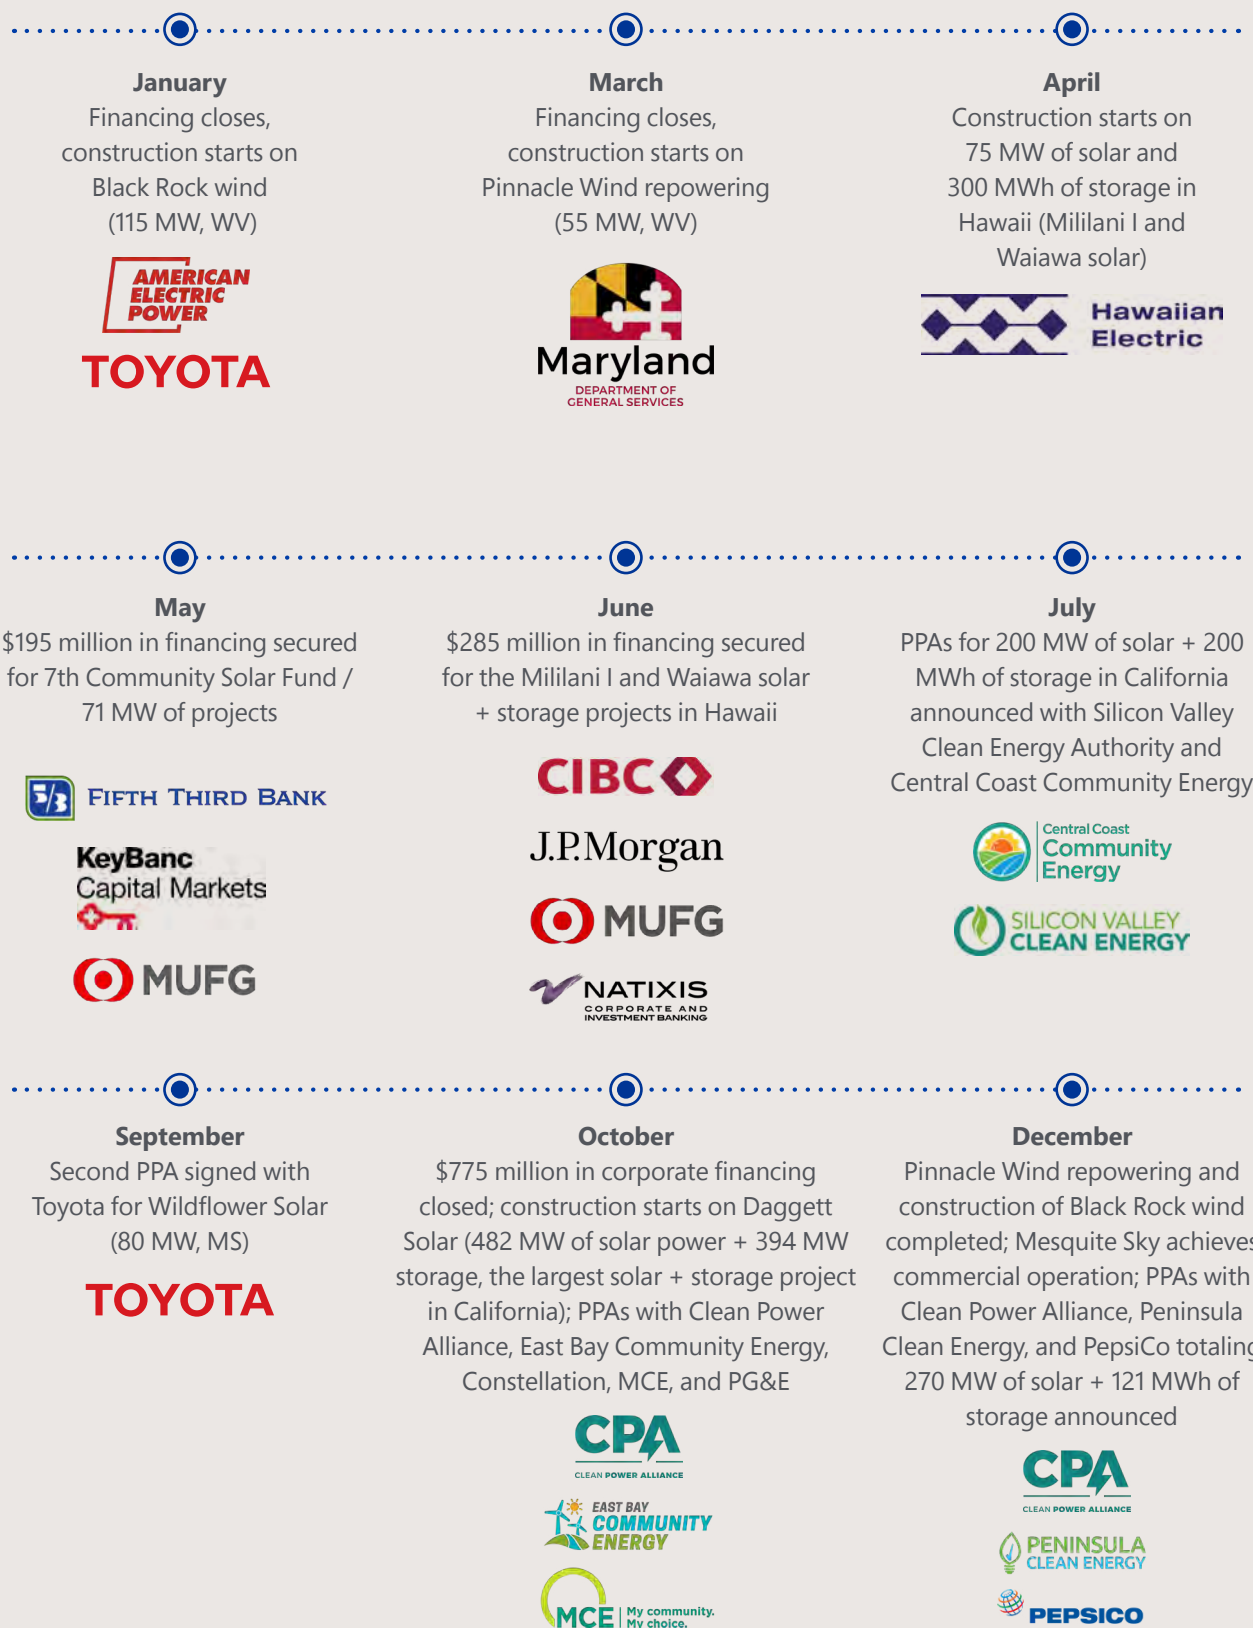 January
Financing closes,
construction starts on
Black Rock wind
(115 MW, WV)
AMERICAN
ELECTRIC
POWER
TOYOTA
March
Financing closes,
construction starts on
Pinnacle Wind repowering
(55 MW, WV)
Maryland
DEPARTMENT OF
GENERAL SERVICES
April
Construction starts on
75 MW of solar and
300 MWh of storage in
Hawaii (Mililani I and
Waiawa solar)
Hawaiian
Electric
May
$195 million in financing secured
for 7th Community Solar Fund /
71 MW of projects
5/3 FIFTH THIRD BANK
KeyBanc
Capital Markets
MUFG
June
$285 million in financing secured
for the Mililani I and Waiawa solar
+ storage projects in Hawaii
CIBC
J.P.Morgan
MUFG
NATIXIS
CORPORATE AND
INVESTMENT BANKING
July
PPAs for 200 MW of solar + 200
MWh of storage in California
announced with Silicon Valley
Clean Energy Authority and
Central Coast Community Energy
Central Coast
Community
Energy
SILICON VALLEY
CLEAN ENERGY
September
Second PPA signed with
Toyota for Wildflower Solar
(80 MW, MS)
TOYOTA
October
$775 million in corporate financing
closed; construction starts on Daggett
Solar (482 MW of solar power + 394 MW
storage, the largest solar + storage project
in California); PPAs with Clean Power
Alliance, East Bay Community Energy,
Constellation, MCE, and PG&E
CPA
CLEAN POWER ALLIANCE
EAST BAY
COMMUNITY
ENERGY
MCE My community.
My choice.
December
Pinnacle Wind repowering and
construction of Black Rock wind
completed; Mesquite Sky achieves
commercial operation; PPAs with
Clean Power Alliance, Peninsula
Clean Energy, and PepsiCo totaling
270 MW of solar + 121 MWh of
storage announced
CPA
CLEAN POWER ALLIANCE
PENINSULA
CLEAN ENERGY
PEPSICO